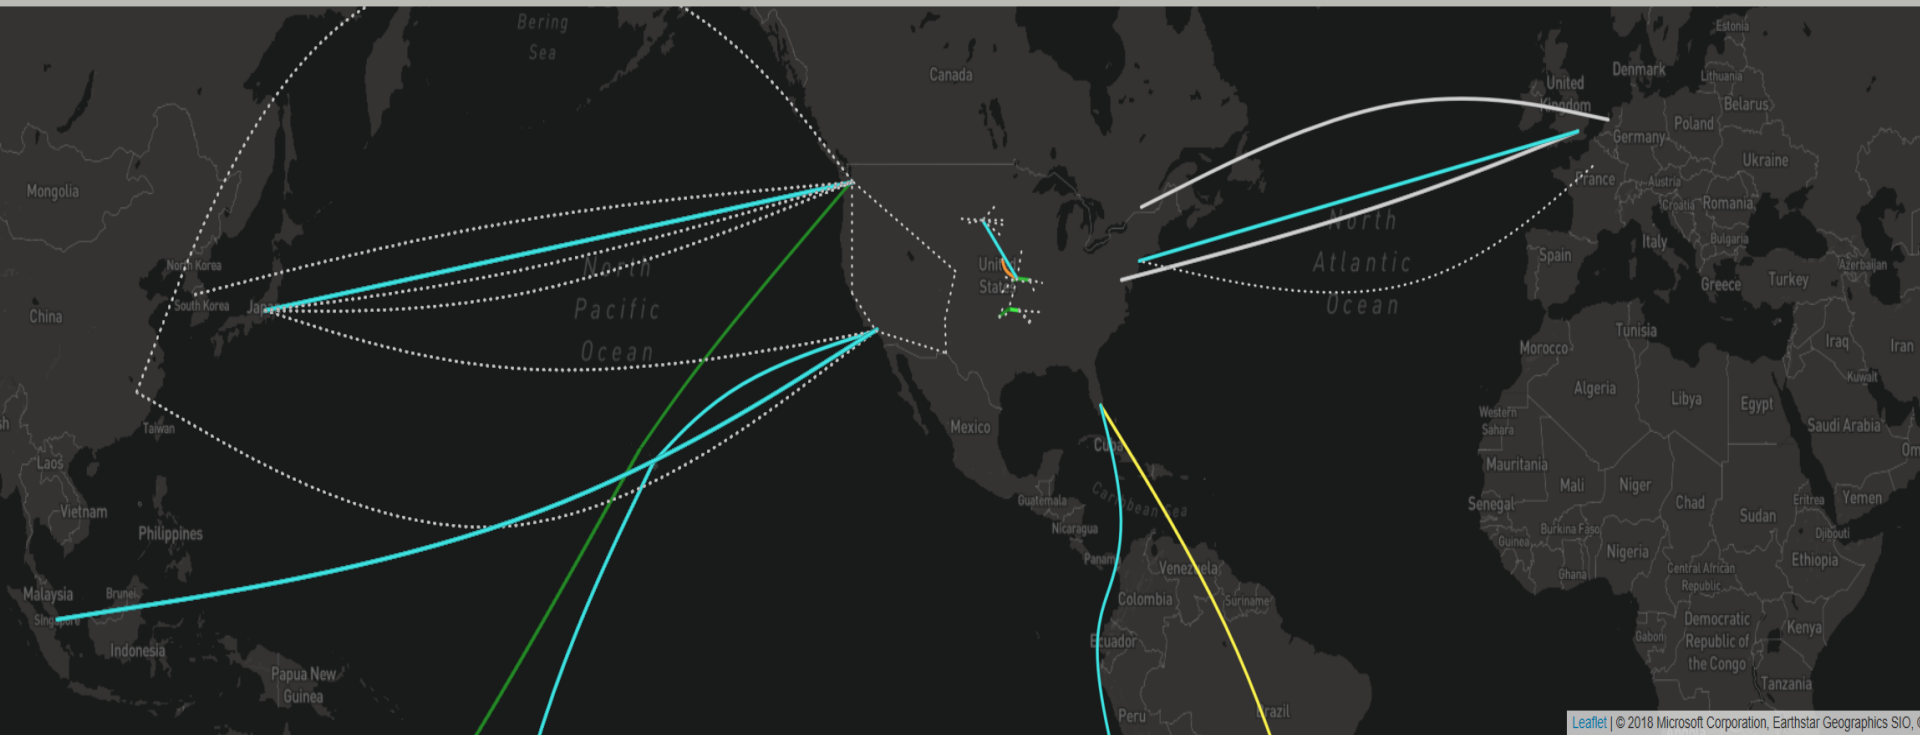 Bering
Sea
Canada
Estonia
Denmark
Lithuania
United
Kingdom
Belarus
Poland
Germany
Ukraine
Mongolia
France
Austria
Croatia
Romania
North
Atlantic
Ocean
Italy
Bulgaria
Spain
Greece
Turkey
Azerbaijan
North Korea
South Korea
Japan
China
North
Pacific
Ocean
United
States
Tunisia
Morocco
Iraq
Iran
Kuwait
Algeria
Libya
Egypt
Western
Sahara
Saudi Arabia
Taiwan
Mexico
Cuba
Laos
Mauritania
Mali
Niger
Chad
Sudan
Eritrea
Yemen
Senegal
Guatemala
Caribbean Sea
Vietnam
Philippines
Nicaragua
Burkina Faso
Guinea
Djibouti
Nigeria
Ethiopia
Panama
Venezuela
Ghana
Central African
Republic
Malaysia
Brunei
Singapore
Colombia
Suriname
Democratic
Republic of
the Congo
Gabon
Kenya
Ecuador
Indonesia
Papua New
Guinea
Tanzania
Peru
Brazil
Leaflet | © 2018 Microsoft Corporation, Earthstar Geographics SIO,